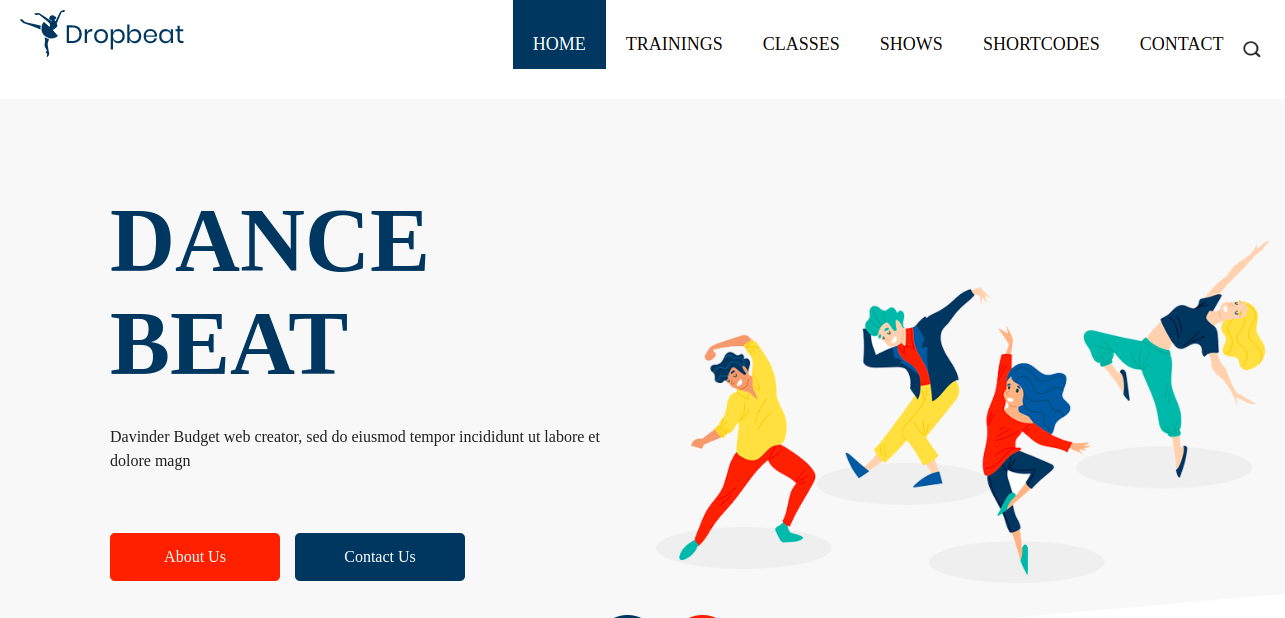 Dropbeat
HOME TRAININGS CLASSES SHOWS SHORTCODES CONTACT
DANCE
BEAT
Davinder Budget web creator, sed do eiusmod tempor incididunt ut labore et
dolore magn
About Us Contact Us